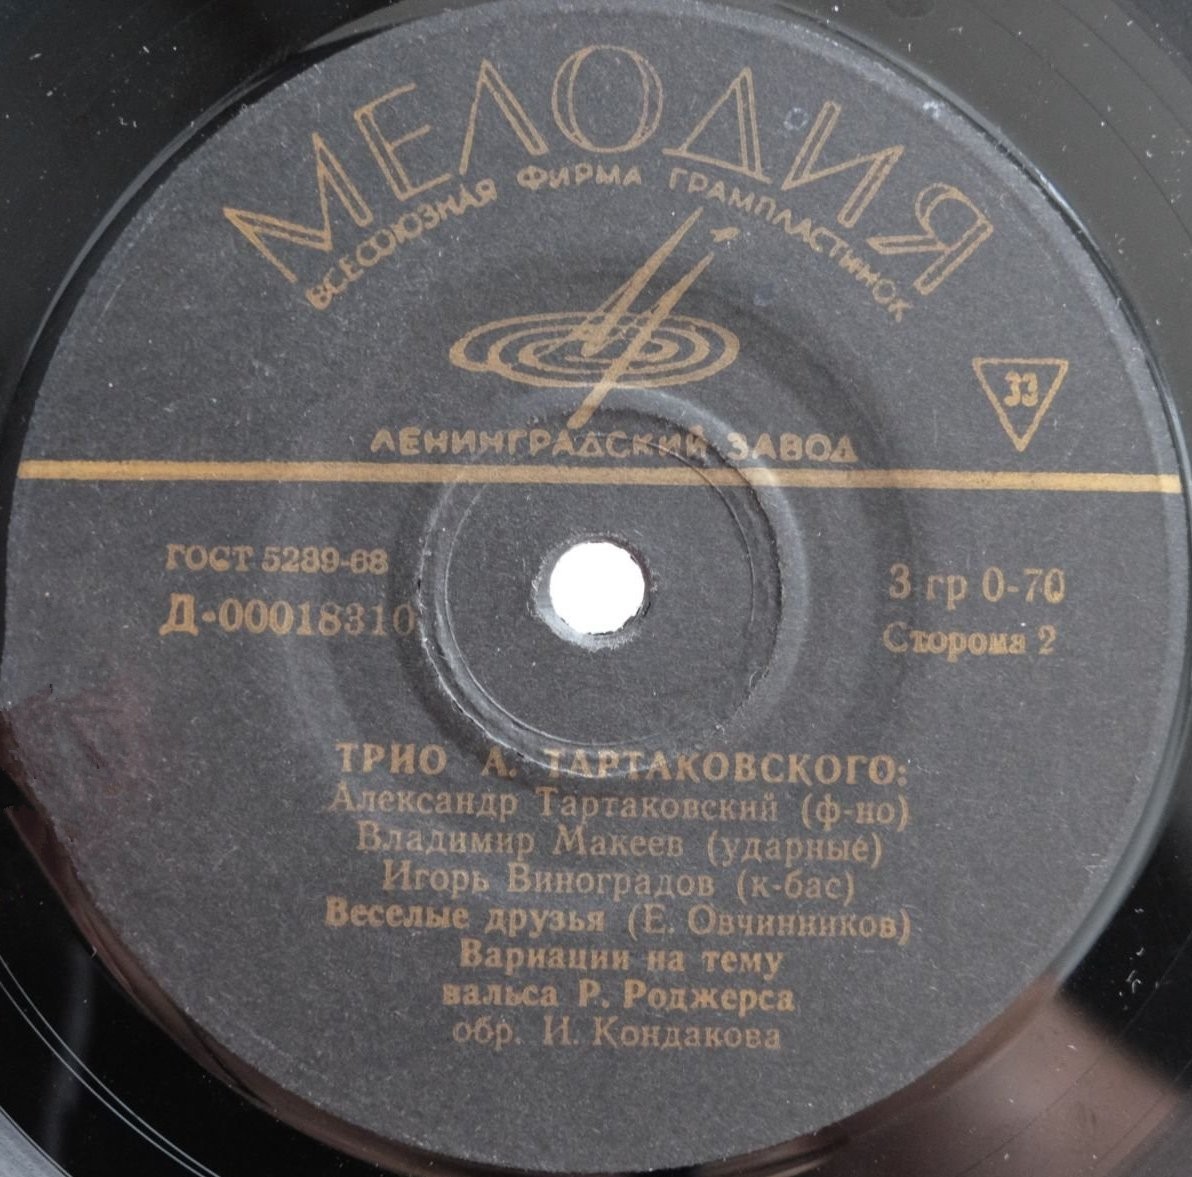 МЕЛОДИЯ
ВСЕСОЮЗНАЯ ФИРМА ГРАМПЛАСТИНОК
33
ЛЕНИНГРАДСКИЙ ЗАВОД
ГОСТ 5289-68
Д-00018310
3 гр 0-70
Сторона 2
ТРИО А. ТАРТАКОВСКОГО:
Александр Тартаковский (ф-но)
Владимир Макеев (ударные)
Игорь Виноградов (к-бас)
Веселые друзья (Е. Овчинников)
Вариации на тему
вальса Р. Роджерса
обр. И. Кондакова